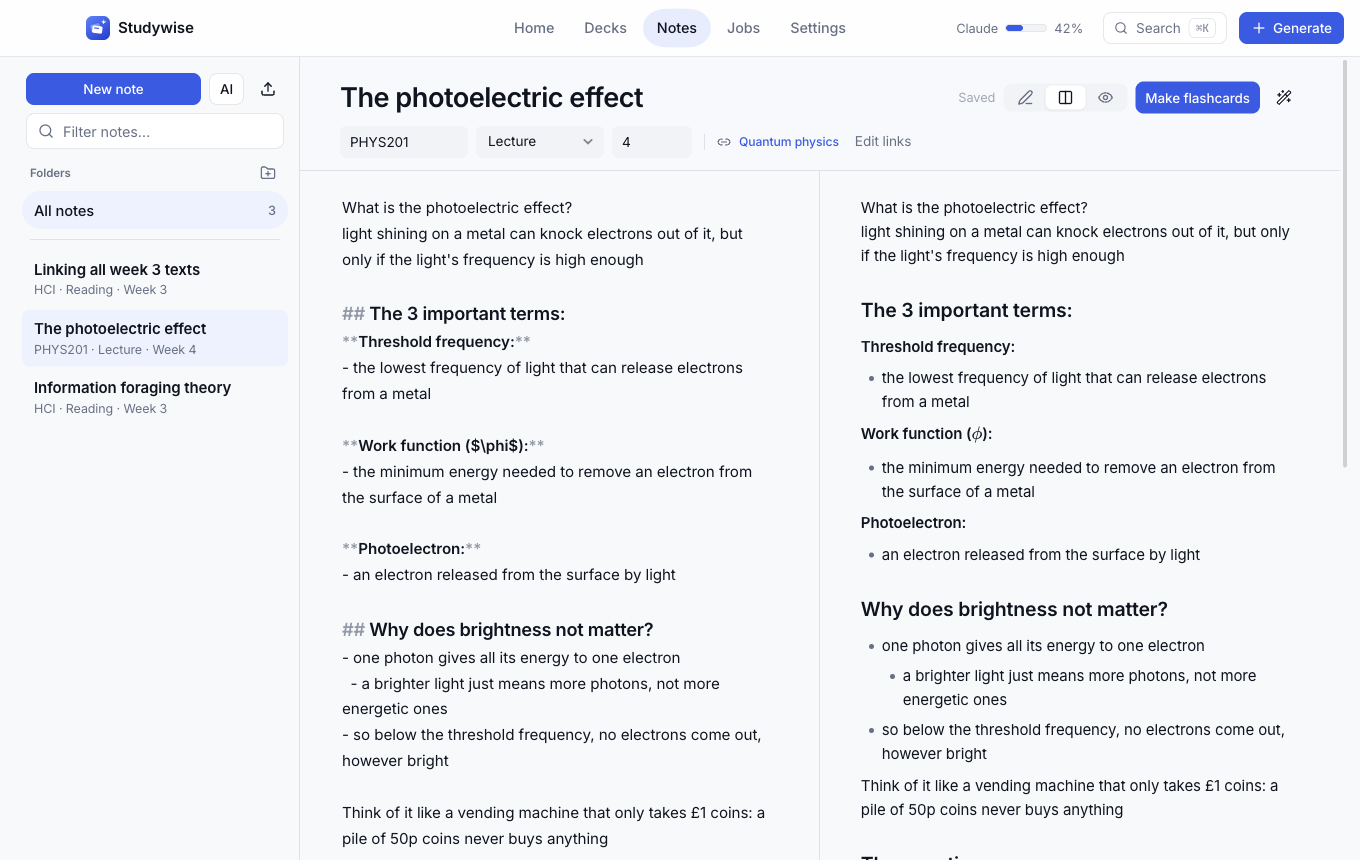 Studywise
Home
Decks
Notes
Jobs
Settings
Claude
42%
Search
⌘K
Generate
New note
AI
Filter notes...
Folders
All notes
3
Linking all week 3 texts
HCI · Reading · Week 3
The photoelectric effect
PHYS201 · Lecture · Week 4
Information foraging theory
HCI · Reading · Week 3
The photoelectric effect
Saved
Make flashcards
PHYS201
Lecture
4
Quantum physics
Edit links
What is the photoelectric effect?
light shining on a metal can knock electrons out of it, but
only if the light's frequency is high enough
## The 3 important terms:
**Threshold frequency:**
- the lowest frequency of light that can release electrons
from a metal
**Work function ($\phi$):**
- the minimum energy needed to remove an electron from
the surface of a metal
**Photoelectron:**
- an electron released from the surface by light
## Why does brightness not matter?
- one photon gives all its energy to one electron
- a brighter light just means more photons, not more
energetic ones
- so below the threshold frequency, no electrons come out,
however bright
Think of it like a vending machine that only takes £1 coins: a
pile of 50p coins never buys anything
What is the photoelectric effect?
light shining on a metal can knock electrons out of it, but only
if the light's frequency is high enough
The 3 important terms:
Threshold frequency:
• the lowest frequency of light that can release electrons
from a metal
Work function (ϕ):
• the minimum energy needed to remove an electron from
the surface of a metal
Photoelectron:
• an electron released from the surface by light
Why does brightness not matter?
• one photon gives all its energy to one electron
• a brighter light just means more photons, not more
energetic ones
• so below the threshold frequency, no electrons come out,
however bright
Think of it like a vending machine that only takes £1 coins: a
pile of 50p coins never buys anything